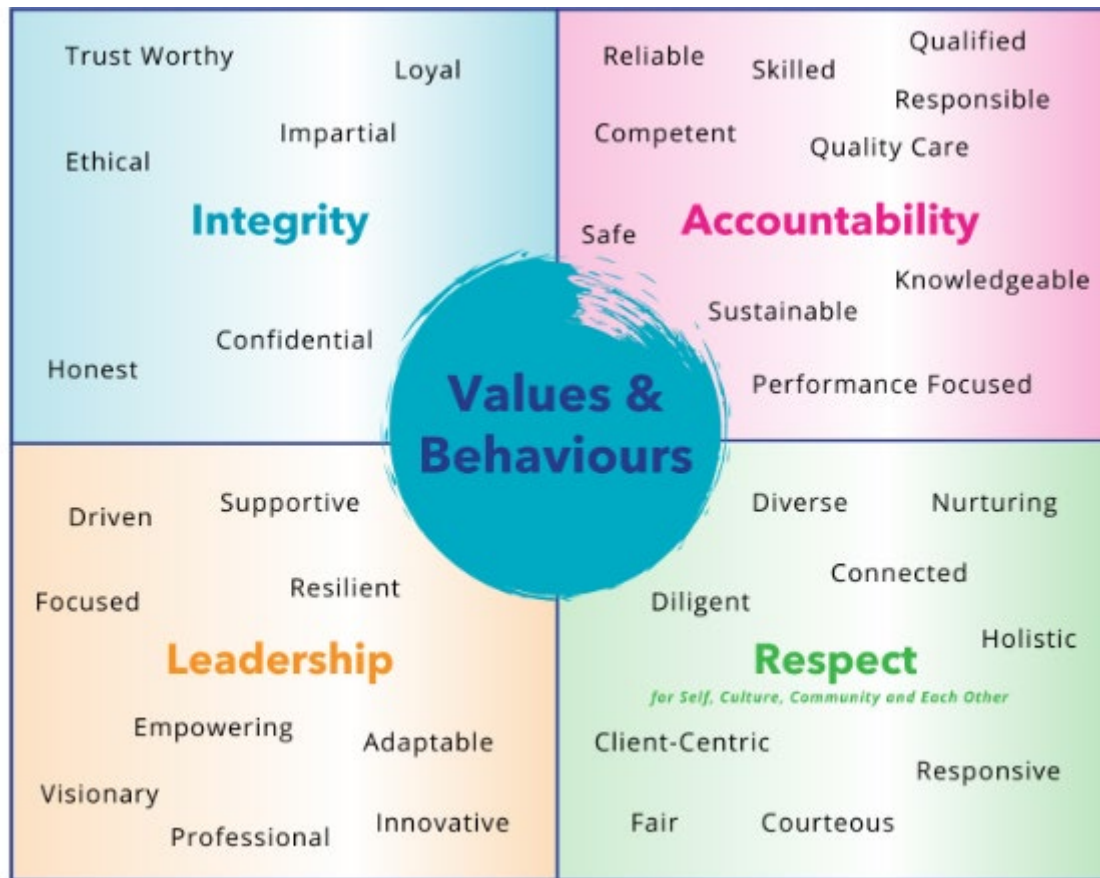 Trust Worthy
Loyal
Impartial
Ethical
Integrity
Confidential
Honest
Reliable
Skilled
Qualified
Responsible
Competent
Quality Care
Safe
Accountability
Knowledgeable
Sustainable
Performance Focused
Values &
Behaviours
Driven
Supportive
Focused
Resilient
Leadership
Empowering
Adaptable
Visionary
Professional
Innovative
Diverse
Nurturing
Connected
Diligent
Holistic
Respect
for Self, Culture, Community and Each Other
Client-Centric
Responsive
Fair
Courteous